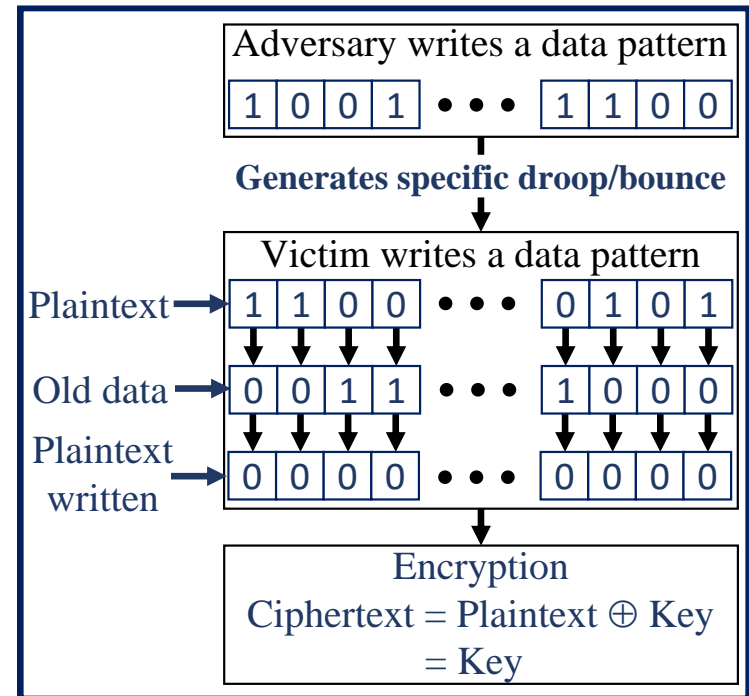 Adversary writes a data pattern
1 0 0 1 • • • 1 1 0 0
Generates specific droop/bounce
Victim writes a data pattern
Plaintext 1 1 0 0 • • • 0 1 0 1
Old data 0 0 1 1 • • • 1 0 0 0
Plaintext
written 0 0 0 0 • • • 0 0 0 0
Encryption
Ciphertext = Plaintext ⊕ Key
= Key